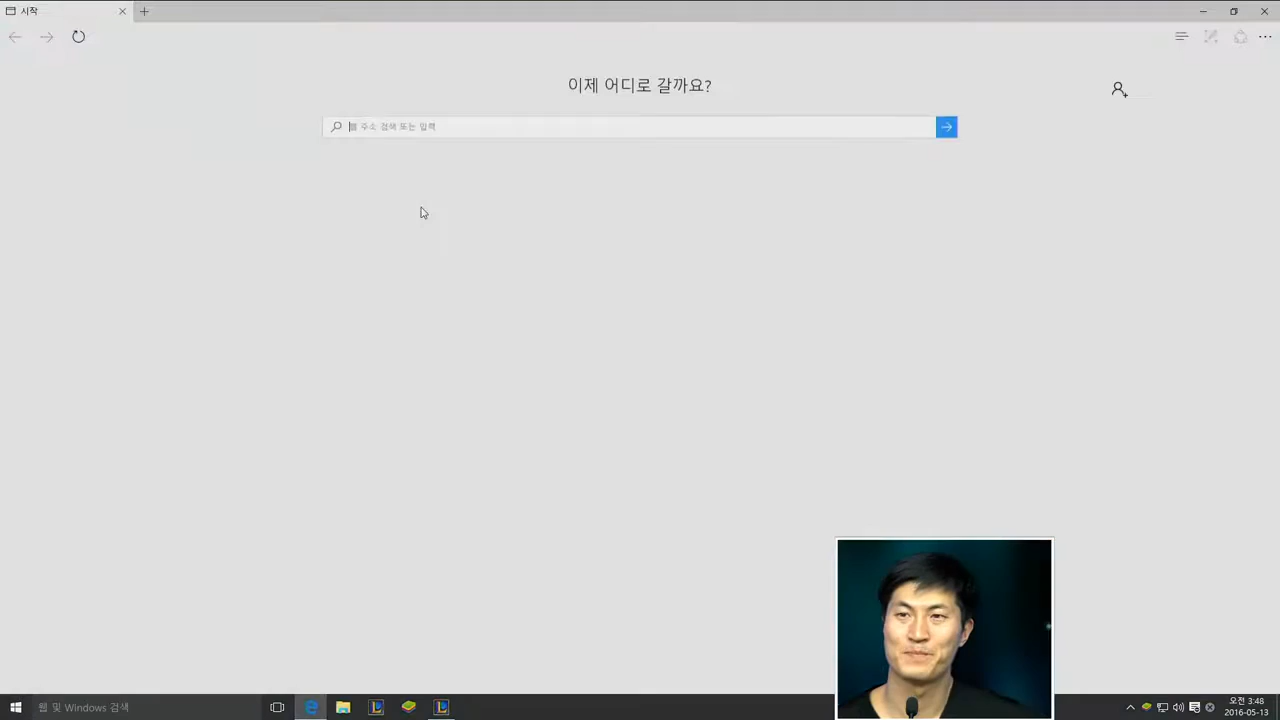 시작
이제 어디로 갈까요?
웹 주소 검색 또는 입력
웹 및 Windows 검색
오전 3:48
2016-05-13